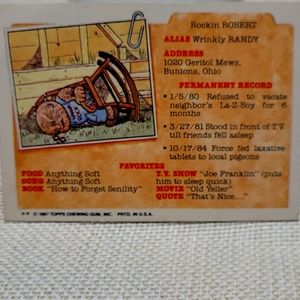 Rockin ROBERT
ALIAS Wrinkly RANDY
ADDRESS
1020 Geritol Mews,
Bunions, Ohio
PERMANENT RECORD
• 1/5/80 Refused to vacate
neighbor's La-Z-Boy for 6
months
• 3/27/81 Stood in front of T.V.
till friends fell asleep
• 10/17/84 Force fed laxative
tablets to local pigeons
FAVORITES
FOOD Anything Soft
SONG Anything Soft
BOOK "How to Forget Senility"
T.V. SHOW "Joe Franklin" (puts
him to sleep quick)
MOVIE "Old Yeller"
QUOTE "That's Nice...."
© 1987 TOPPS CHEWING GUM, INC. PRTD. IN U.S.A.